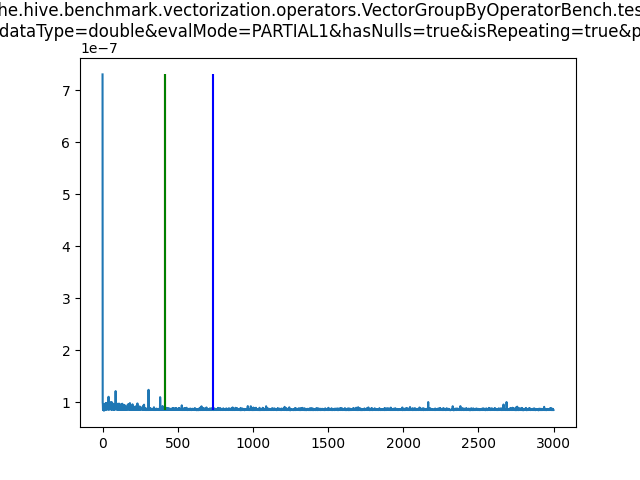 he.hive.benchmark.vectorization.operators.VectorGroupByOperatorBench.tes
dataType=double&evalMode=PARTIAL1&hasNulls=true&isRepeating=true&p
1e−7
7
6
5
4
3
2
1
0 500 1000 1500 2000 2500 3000